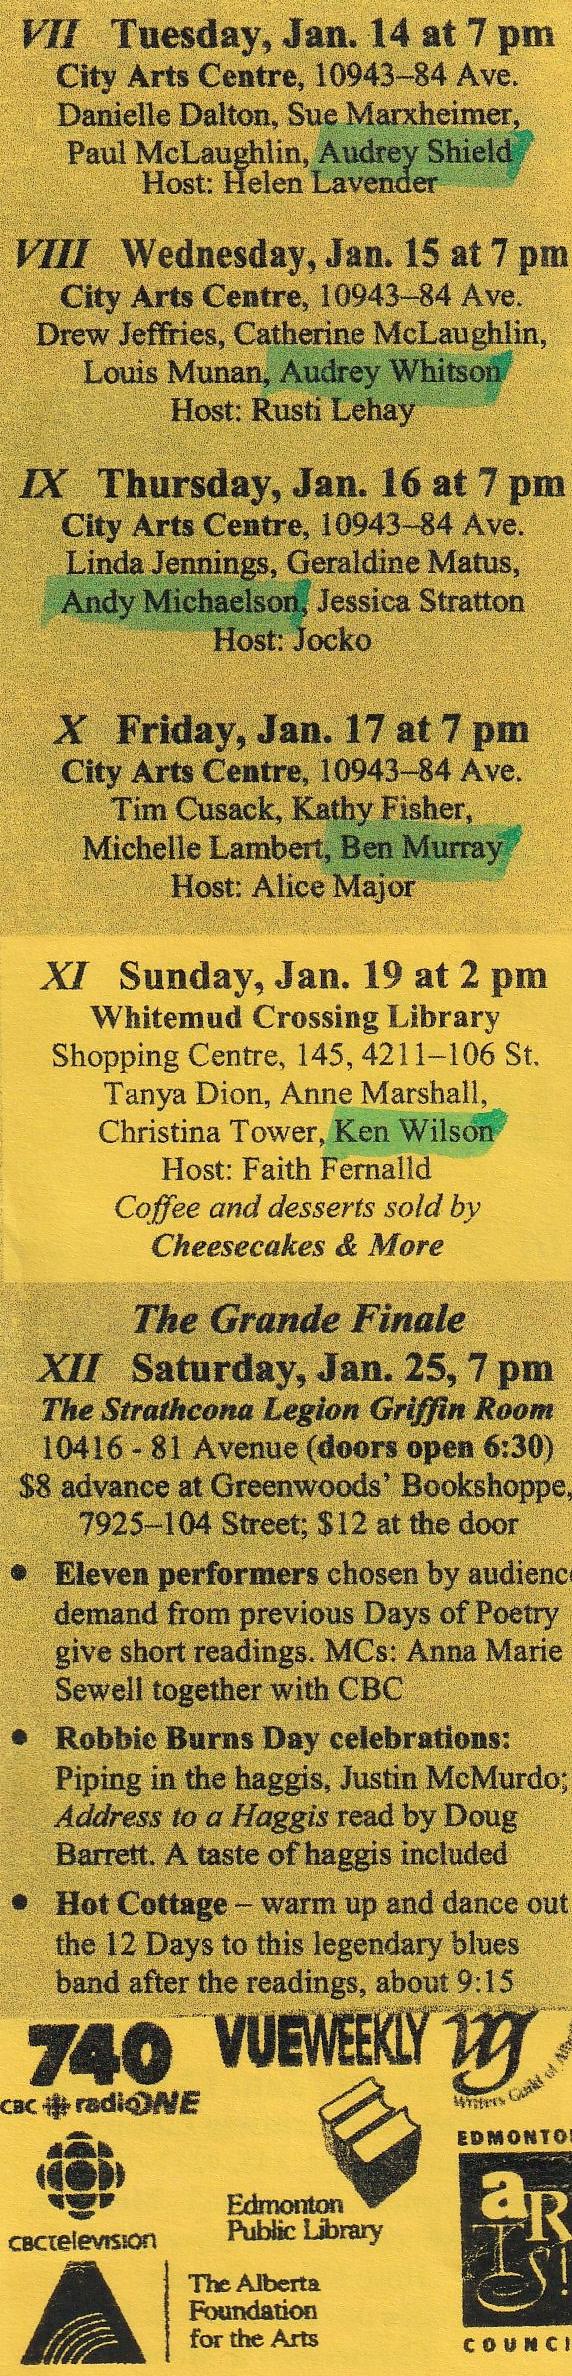 VII Tuesday, Jan. 14 at 7 pm
City Arts Centre, 10943–84 Ave.
Danielle Dalton, Sue Marxheimer,
Paul McLaughlin, Audrey Shield
Host: Helen Lavender
VIII Wednesday, Jan. 15 at 7 pm
City Arts Centre, 10943–84 Ave.
Drew Jeffries, Catherine McLaughlin,
Louis Munan, Audrey Whitson
Host: Rusti Lehay
IX Thursday, Jan. 16 at 7 pm
City Arts Centre, 10943–84 Ave.
Linda Jennings, Geraldine Matus,
Andy Michaelson, Jessica Stratton
Host: Jocko
X Friday, Jan. 17 at 7 pm
City Arts Centre, 10943–84 Ave.
Tim Cusack, Kathy Fisher,
Michelle Lambert, Ben Murray
Host: Alice Major
XI Sunday, Jan. 19 at 2 pm
Whitemud Crossing Library
Shopping Centre, 145, 4211–106 St.
Tanya Dion, Anne Marshall,
Christina Tower, Ken Wilson
Host: Faith Fernalld
Coffee and desserts sold by
Cheesecakes & More
The Grande Finale
XII Saturday, Jan. 25, 7 pm
The Strathcona Legion Griffin Room
10416 - 81 Avenue (doors open 6:30)
$8 advance at Greenwoods' Bookshoppe,
7925–104 Street; $12 at the door
• Eleven performers chosen by audienc
demand from previous Days of Poetry
give short readings. MCs: Anna Marie
Sewell together with CBC
• Robbie Burns Day celebrations:
Piping in the haggis, Justin McMurdo;
Address to a Haggis read by Doug
Barrett. A taste of haggis included
• Hot Cottage – warm up and dance out
the 12 Days to this legendary blues
band after the readings, about 9:15
740
CBC radiONE
VUEWEEKLY
Writers Guild of
CBCtelevision
Edmonton
Public Library
EDMONTO
aRts!
COUNCI
The Alberta
Foundation
for the Arts